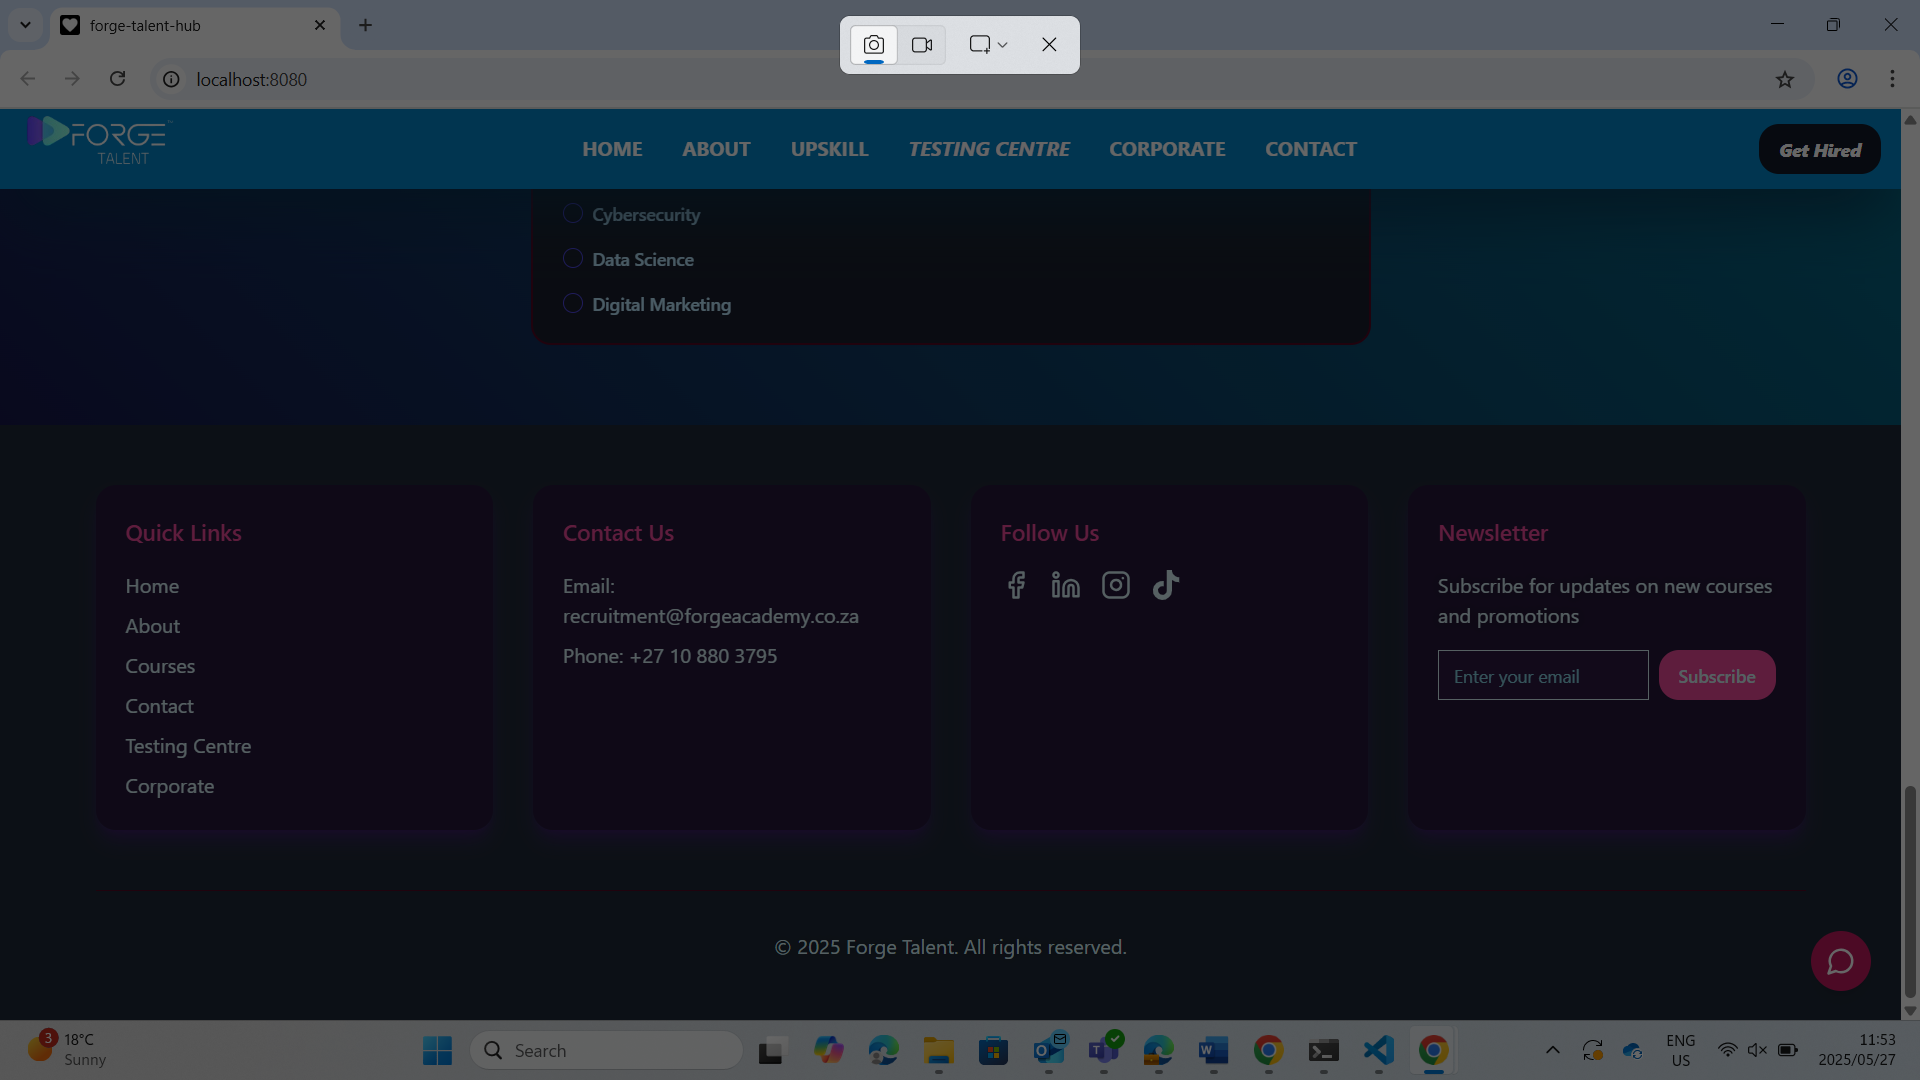 forge-talent-hub
localhost:8080
FORGE
TALENT
HOME ABOUT UPSKILL TESTING CENTRE CORPORATE CONTACT
Get Hired
Cybersecurity
Data Science
Digital Marketing
Quick Links
Home
About
Courses
Contact
Testing Centre
Corporate
Contact Us
Email:
recruitment@forgeacademy.co.za
Phone: +27 10 880 3795
Follow Us
Newsletter
Subscribe for updates on new courses
and promotions
Enter your email
Subscribe
© 2025 Forge Talent. All rights reserved.
3
18°C
Sunny
Search
ENG
US
11:53
2025/05/27